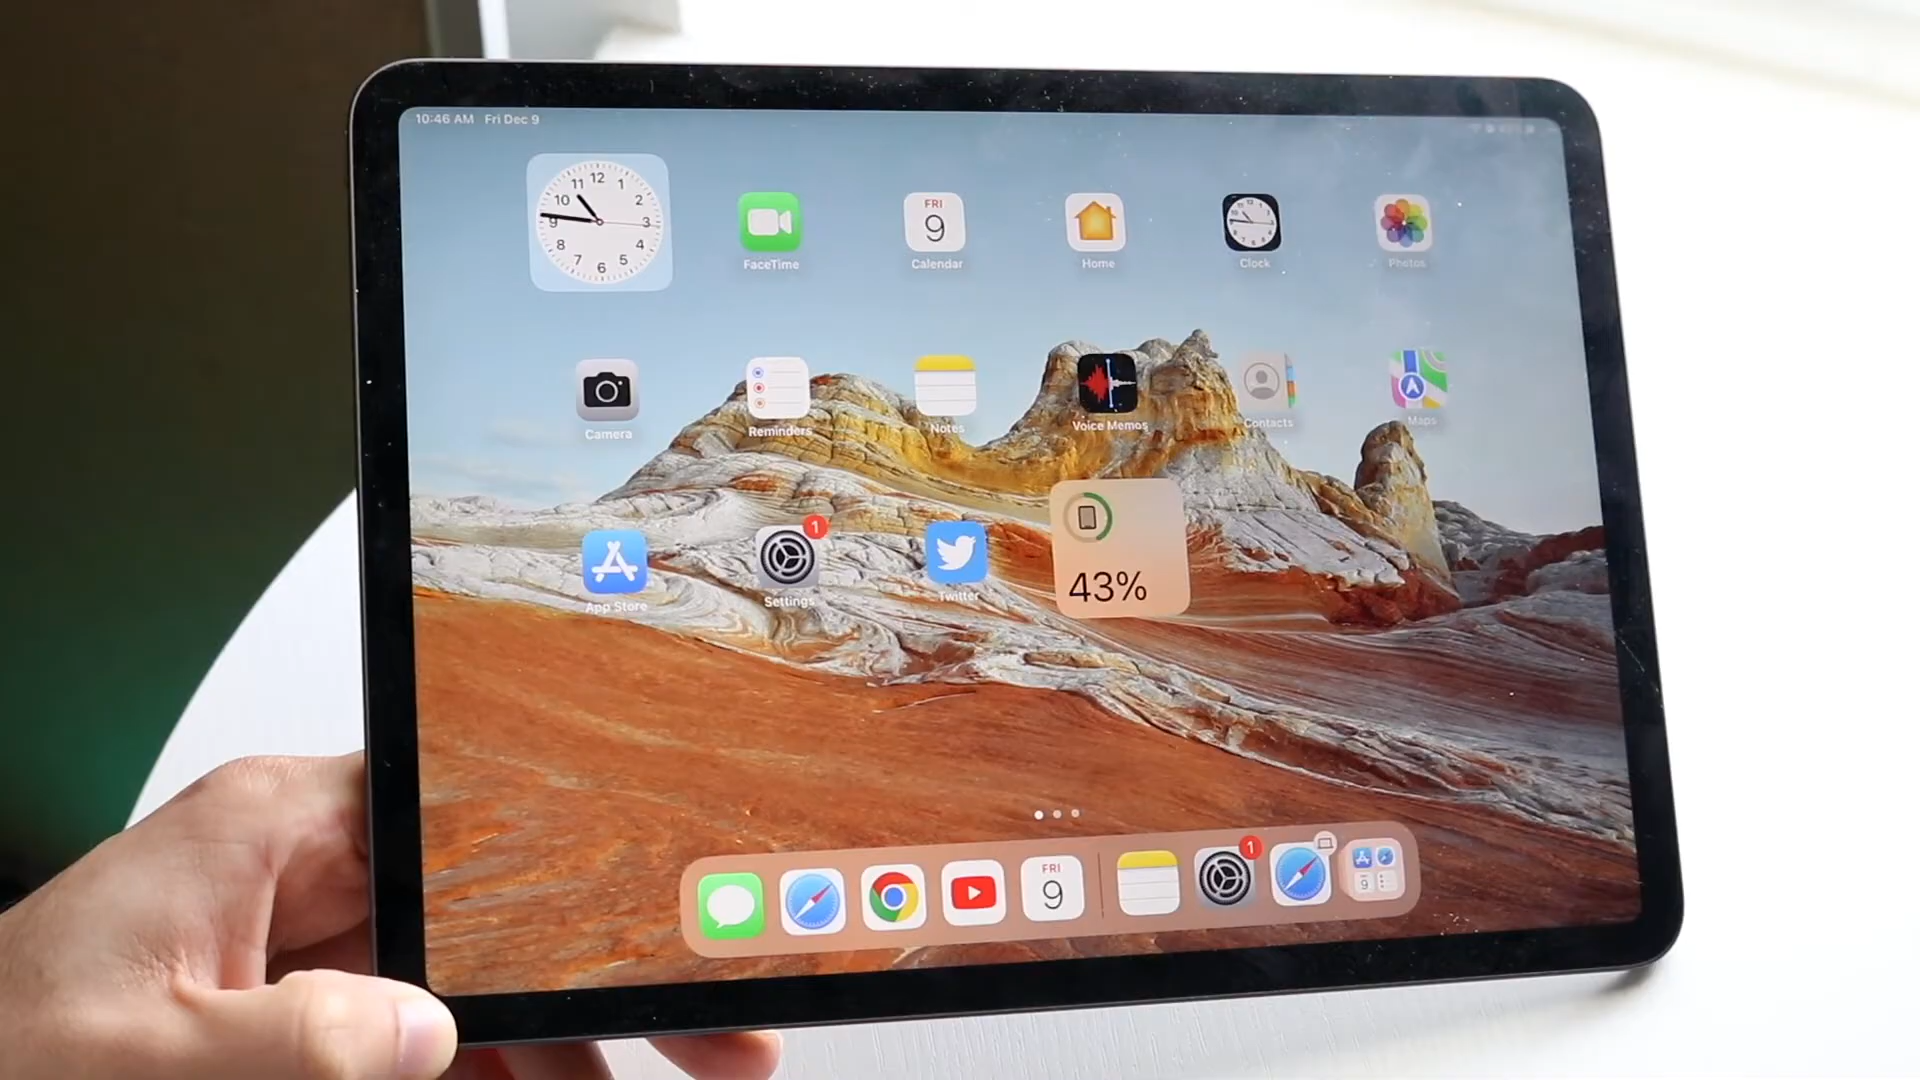 10:46 AM Fri Dec 9
12
11 1
10 2
9 3
8 4
7 5
6
FRI
9
FaceTime Calendar Home Clock Photos
Camera Reminders Notes Voice Memos Contacts Maps
1
43%
App Store Settings Twitter
FRI
9
1
9